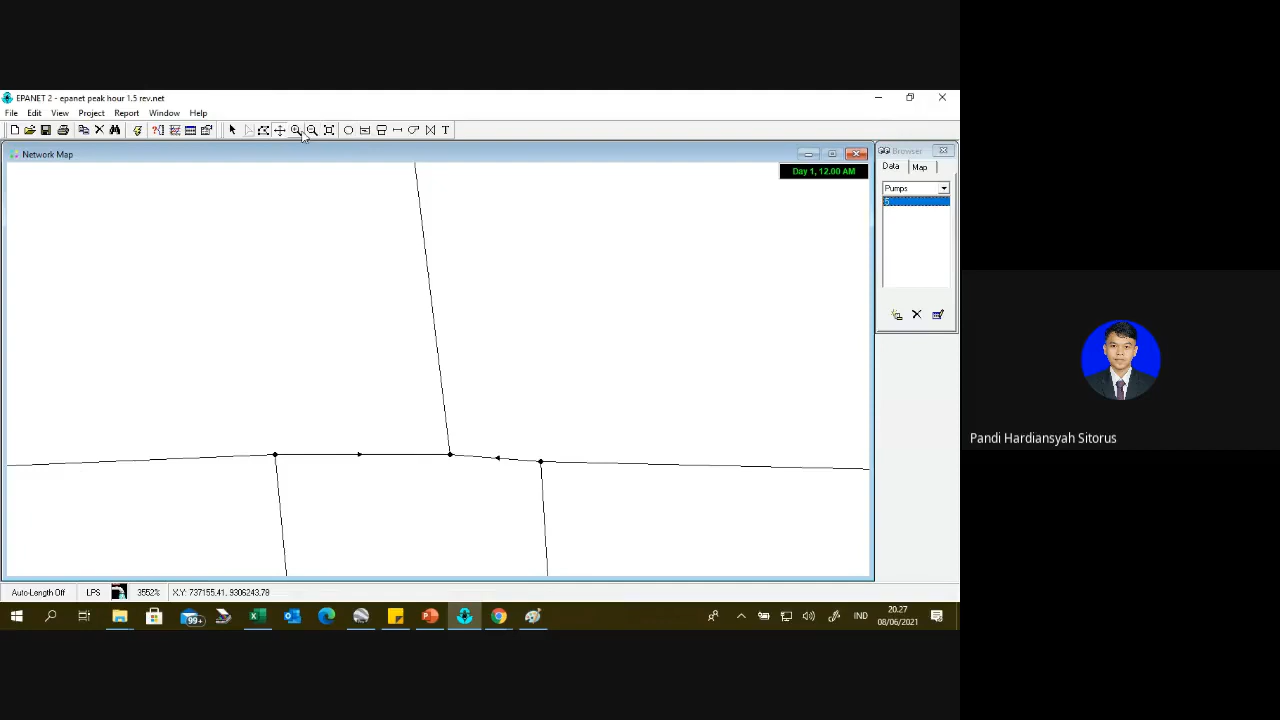 EPANET 2 - epanet peak hour 1.5 rev.net
File Edit View Project Report Window Help
T
Network Map
Day 1, 12.00 AM
Browser
Data Map
Pumps
5
Pandi Hardiansyah Sitorus
Auto-Length Off LPS 3552% X,Y: 737155.41, 9306243.78
99+
IND
20.27
08/06/2021